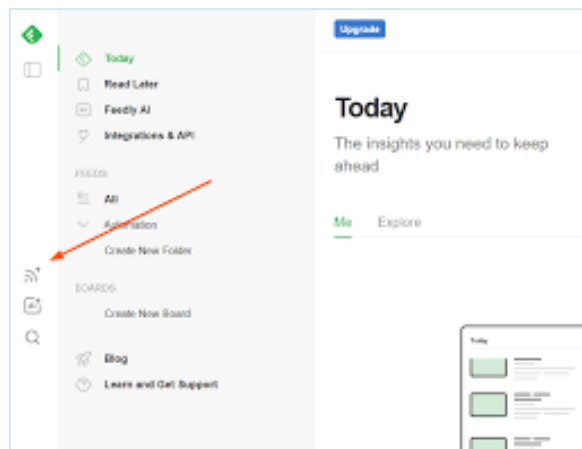 Upgrade
Today
Read Later
Feedly AI
Integrations & API
FEEDS
All
Automation
Create New Folder
BOARDS
Create New Board
Blog
Learn and Get Support
Today
The insights you need to keep
ahead
Me Explore
Today